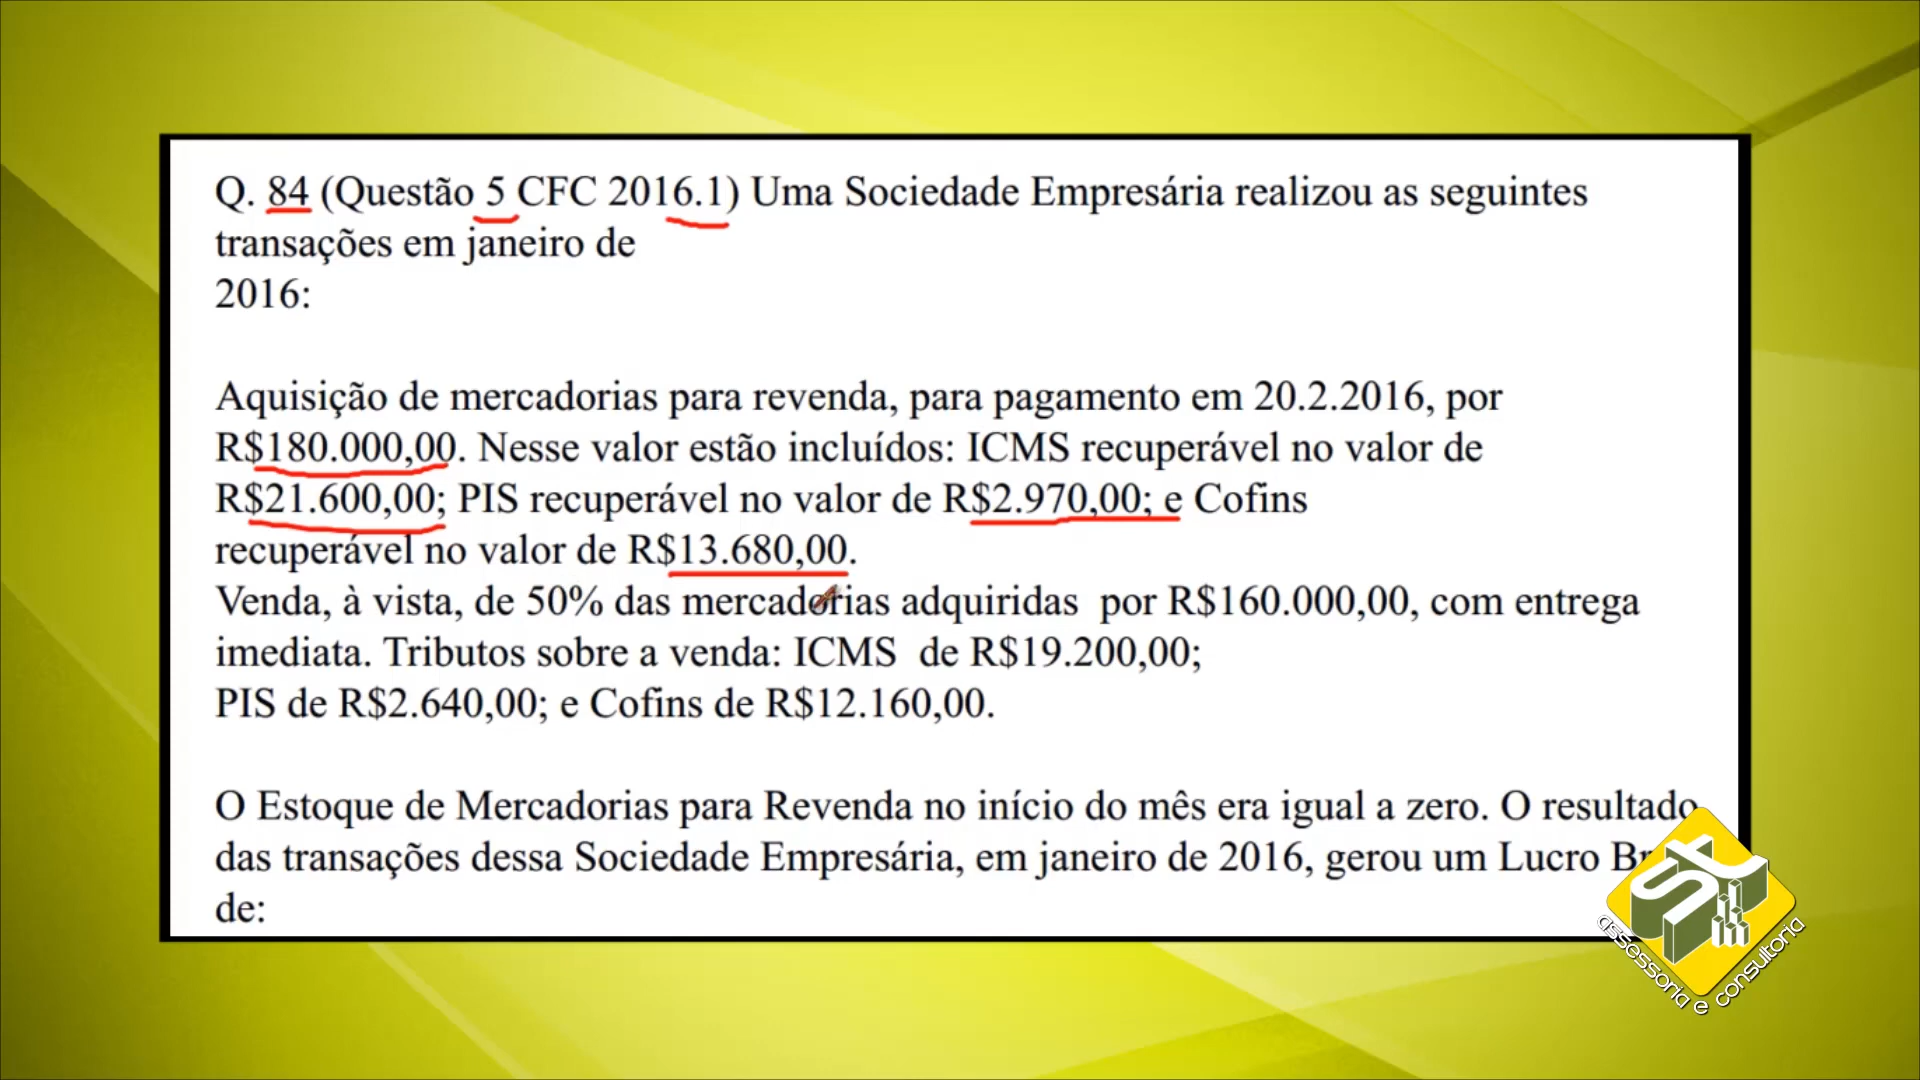 Q. 84 (Questão 5 CFC 2016.1) Uma Sociedade Empresária realizou as seguintes
transações em janeiro de
2016:
Aquisição de mercadorias para revenda, para pagamento em 20.2.2016, por
R$180.000,00. Nesse valor estão incluídos: ICMS recuperável no valor de
R$21.600,00; PIS recuperável no valor de R$2.970,00; e Cofins
recuperável no valor de R$13.680,00.
Venda, à vista, de 50% das mercadorias adquiridas por R$160.000,00, com entrega
imediata. Tributos sobre a venda: ICMS de R$19.200,00;
PIS de R$2.640,00; e Cofins de R$12.160,00.
O Estoque de Mercadorias para Revenda no início do mês era igual a zero. O resultado
das transações dessa Sociedade Empresária, em janeiro de 2016, gerou um Lucro
de:
assessoria e consultoria